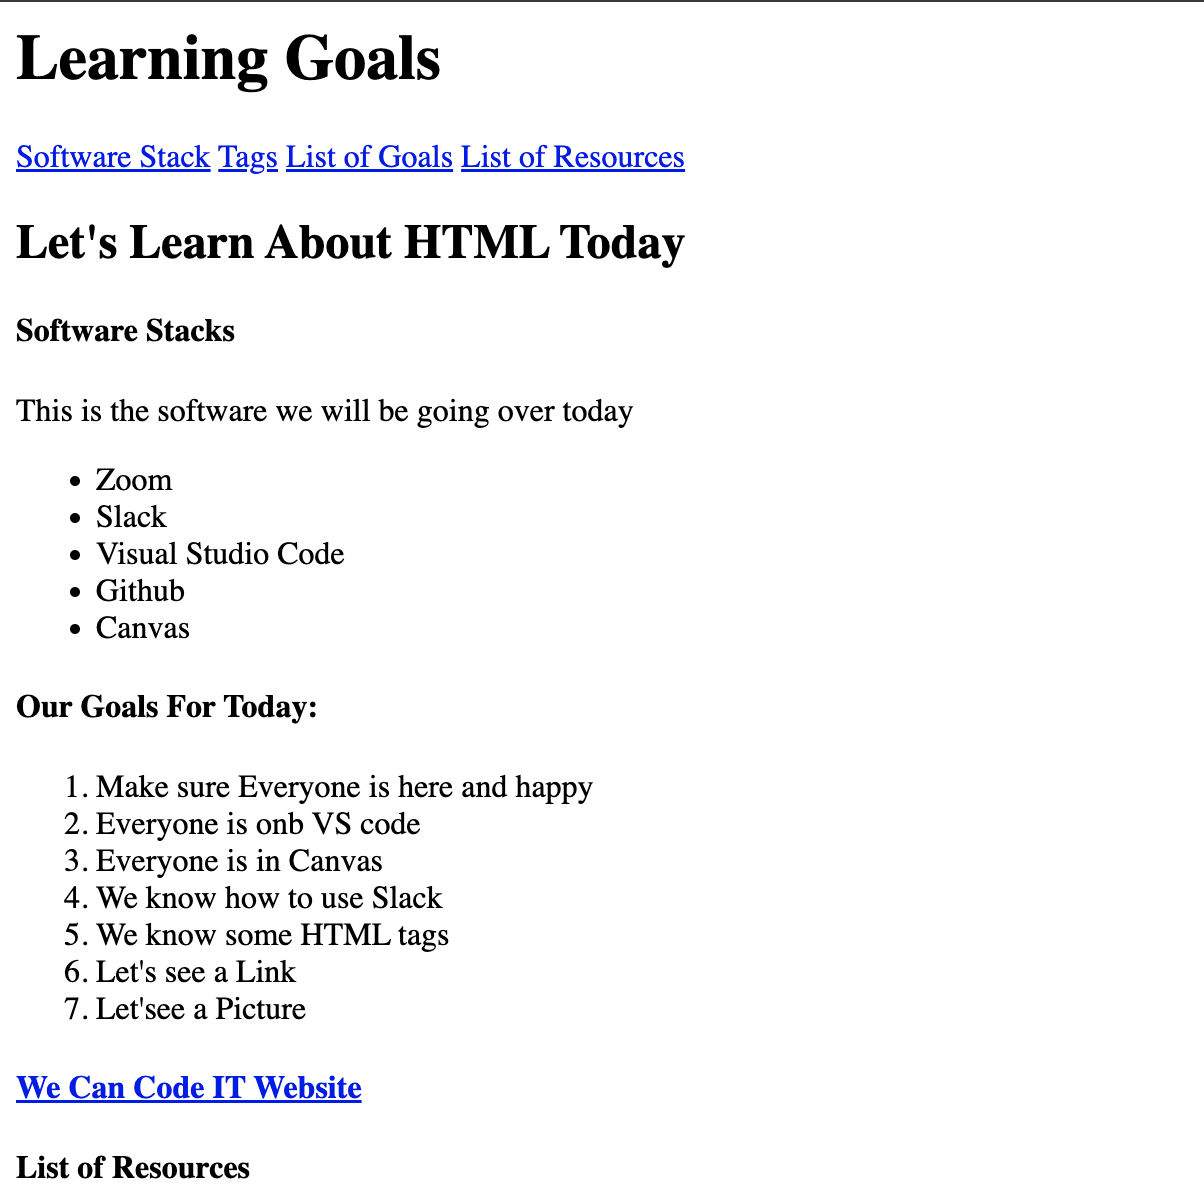 Learning Goals
Software Stack Tags List of Goals List of Resources
Let's Learn About HTML Today
Software Stacks
This is the software we will be going over today
• Zoom
• Slack
• Visual Studio Code
• Github
• Canvas
Our Goals For Today:
1. Make sure Everyone is here and happy
2. Everyone is onb VS code
3. Everyone is in Canvas
4. We know how to use Slack
5. We know some HTML tags
6. Let's see a Link
7. Let'see a Picture
We Can Code IT Website
List of Resources